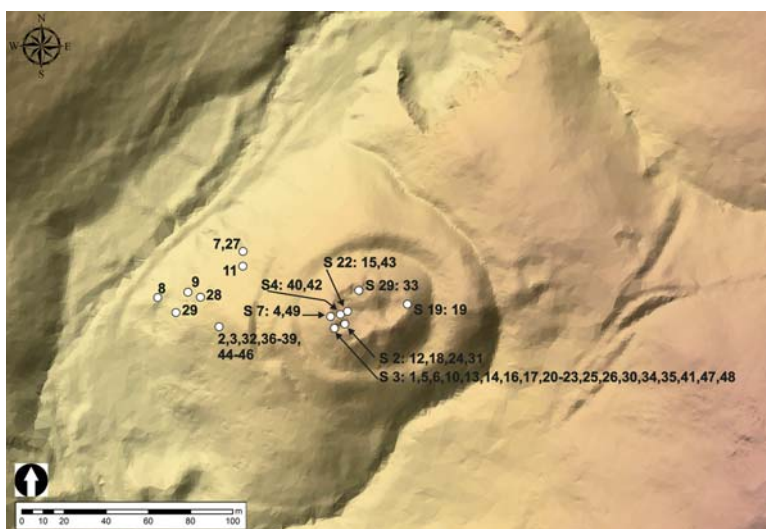 N
W E
S
7,27
11
S 22: 15,43
S4: 40,42
S 29: 33
8
9
28
29
S 7: 4,49
S 19: 19
2,3,32,36-39,
44-46
S 2: 12,18,24,31
S 3: 1,5,6,10,13,14,16,17,20-23,25,26,30,34,35,41,47,48
m
0 10 20 40 60 80 100